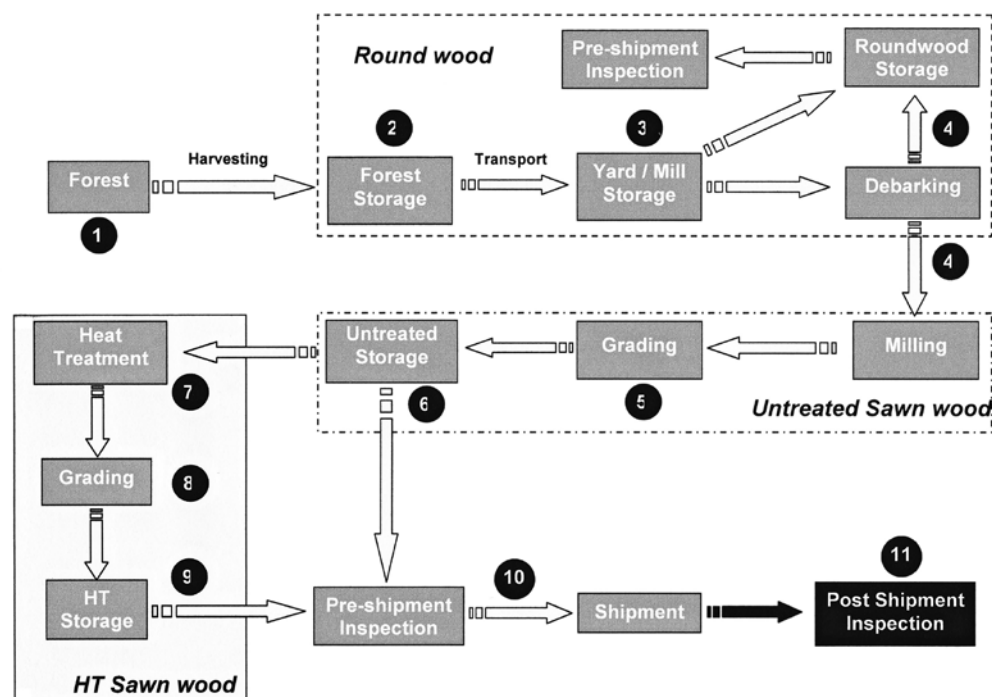 Round wood
Pre-shipment
Inspection
Roundwood
Storage
2
3
4
Harvesting
Transport
Forest
Forest
Storage
Yard / Mill
Storage
Debarking
1
4
Heat
Treatment
Untreated
Storage
Grading
Milling
7
6
5
Untreated Sawn wood
Grading
8
9
10
11
HT
Storage
Pre-shipment
Inspection
Shipment
Post Shipment
Inspection
HT Sawn wood